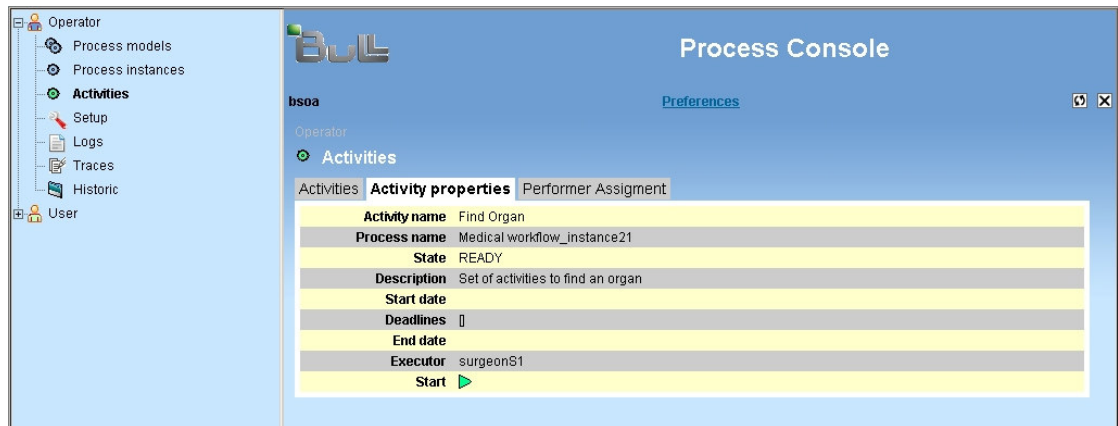 Operator
Process models
Process instances
Activities
Setup
Logs
Traces
Historic
User
Bull
Process Console
bsoa Preferences
Operator
Activities
Activities Activity properties Performer Assigment
Activity name Find Organ
Process name Medical workflow_instance21
State READY
Description Set of activities to find an organ
Start date
Deadlines []
End date
Executor surgeonS1
Start